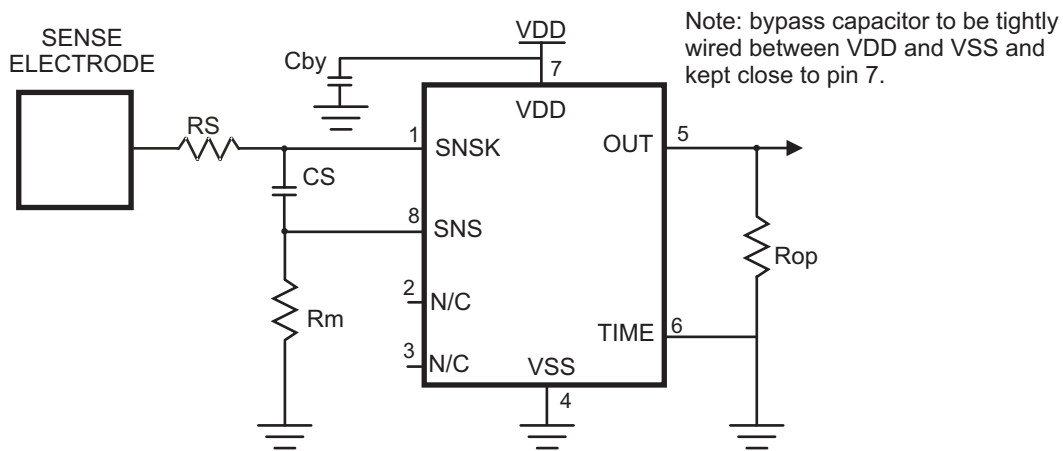 Note: bypass capacitor to be tightly
wired between VDD and VSS and
kept close to pin 7.
SENSE
ELECTRODE
VDD
Cby
7
VDD
RS
1
SNSK
OUT
5
CS
8
SNS
Rop
2
N/C
Rm
TIME
6
3
N/C
VSS
4